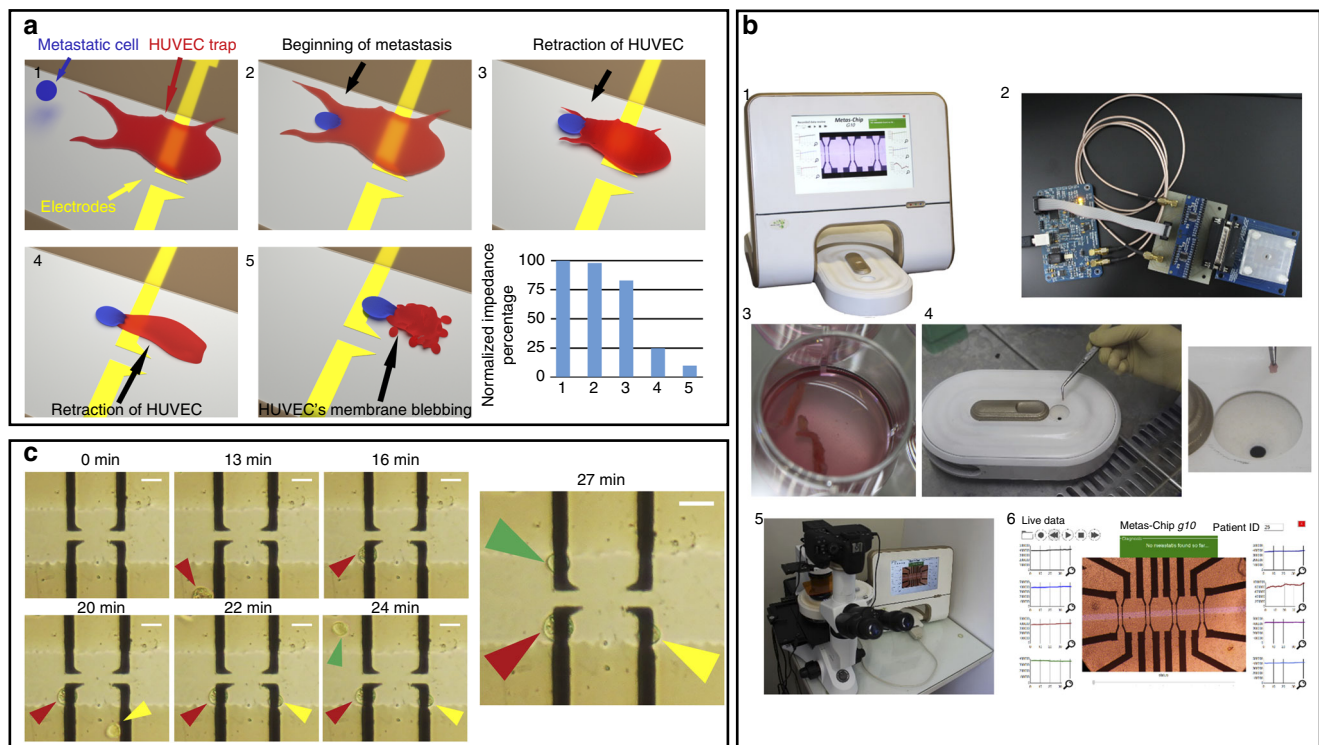 a
Metastatic cell
HUVEC trap
Beginning of metastasis
Retraction of HUVEC
1
2
3
Electrodes
4
5
Retraction of HUVEC
HUVEC's membrane blebbing
Normalized impedance
percentage
100
75
50
25
0
1 2 3 4 5
b
1
Metas-Chip
G10
2
3
4
5
6
Live data
Metas-Chip g10
Patient ID
Diagnosis
No metastatic found so far...
c
0 min
13 min
16 min
27 min
20 min
22 min
24 min